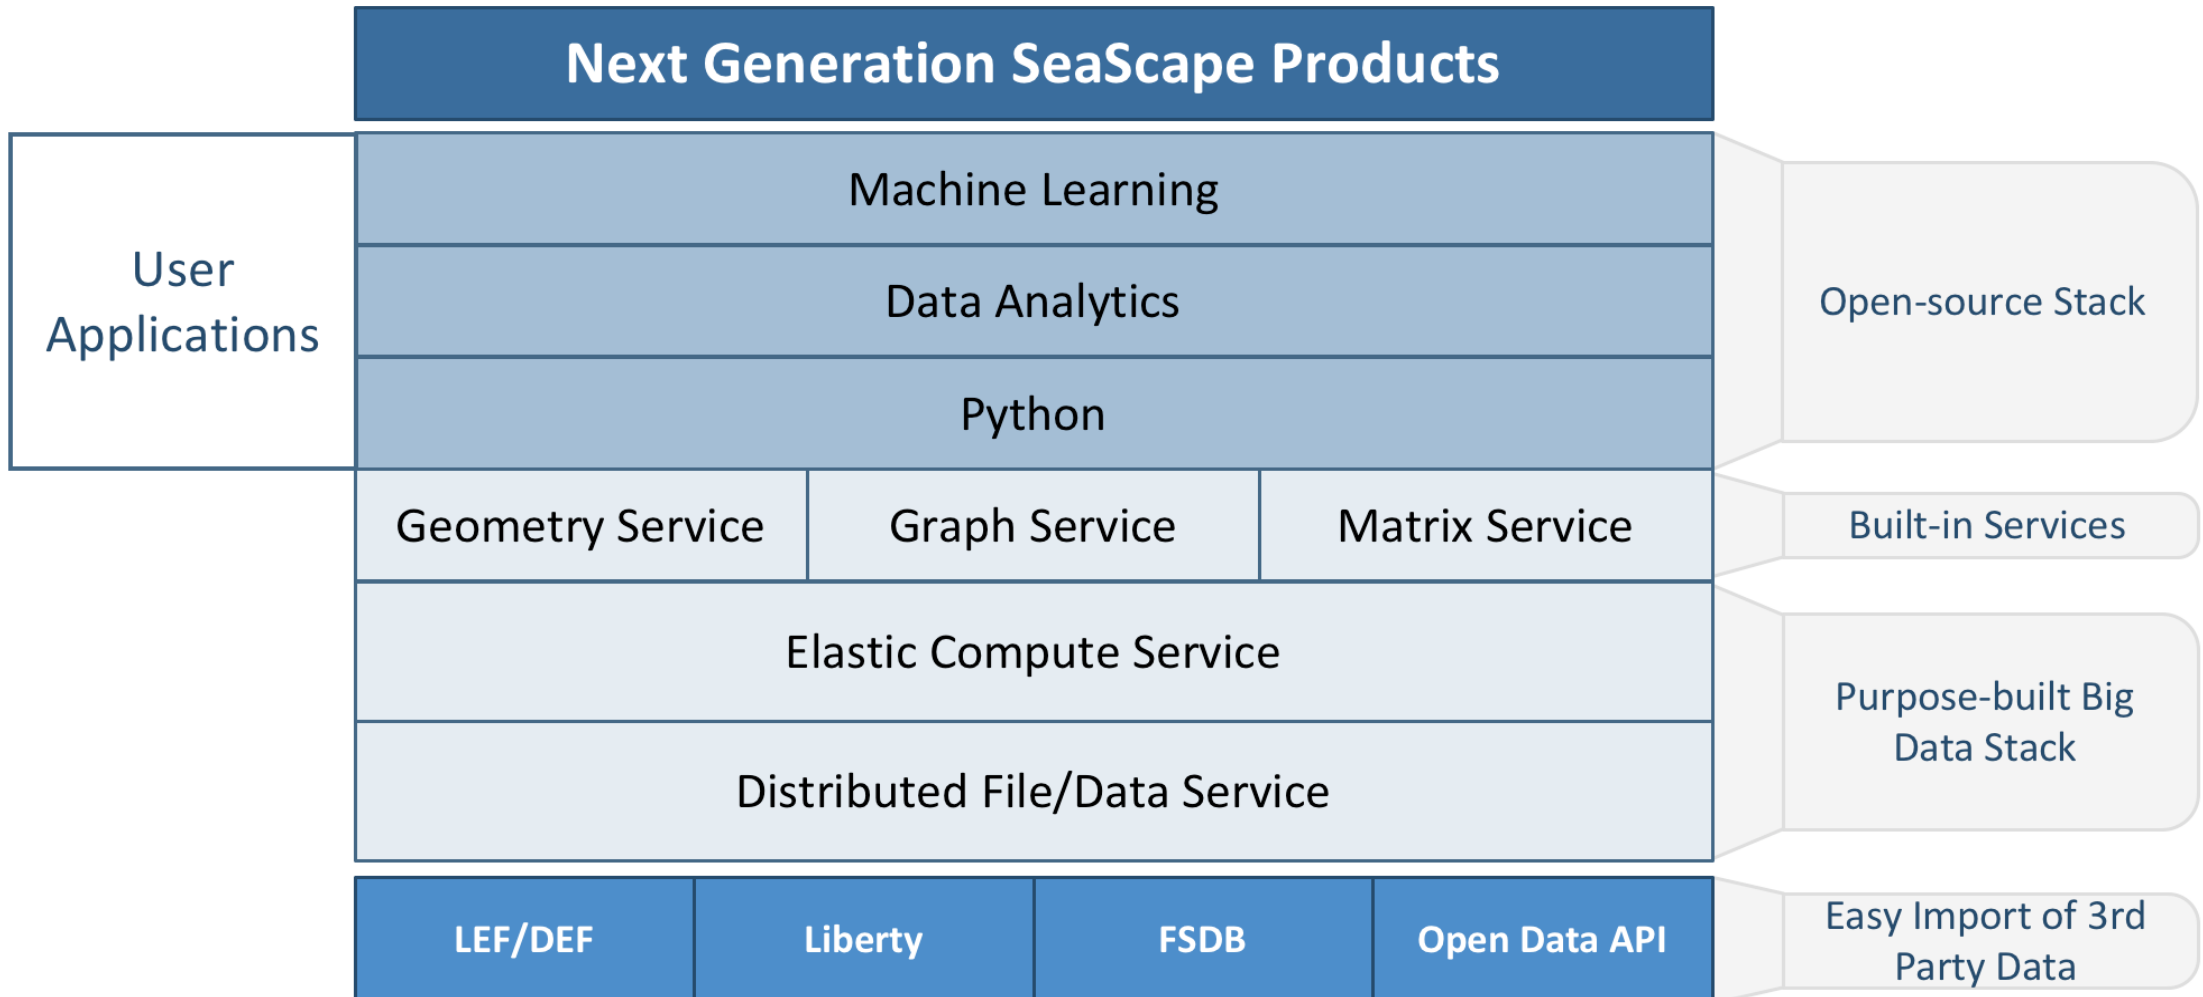 Next Generation SeaScape Products
User
Applications
Machine Learning
Data Analytics
Python
Open-source Stack
Geometry Service
Graph Service
Matrix Service
Built-in Services
Elastic Compute Service
Distributed File/Data Service
Purpose-built Big
Data Stack
LEF/DEF
Liberty
FSDB
Open Data API
Easy Import of 3rd
Party Data